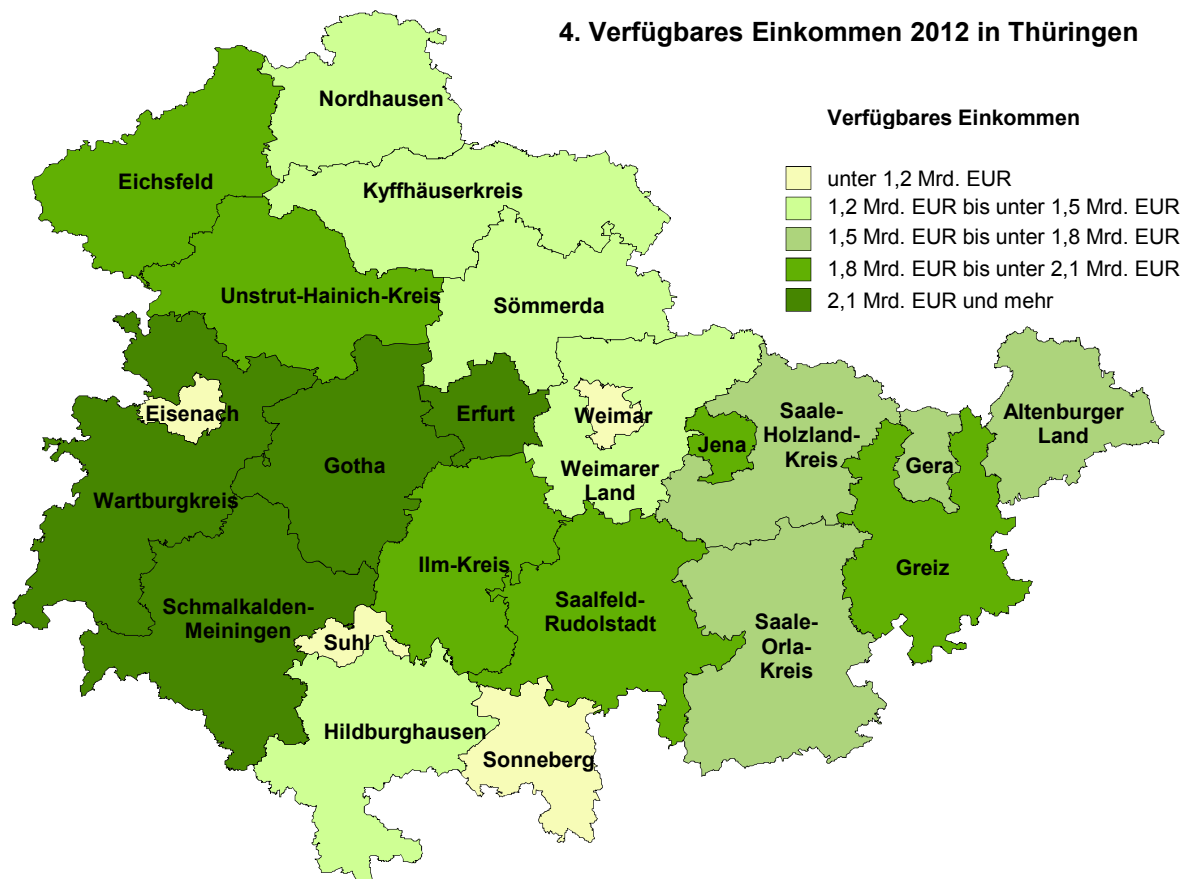 4. Verfügbares Einkommen 2012 in Thüringen
Verfügbares Einkommen
unter 1,2 Mrd. EUR
1,2 Mrd. EUR bis unter 1,5 Mrd. EUR
1,5 Mrd. EUR bis unter 1,8 Mrd. EUR
1,8 Mrd. EUR bis unter 2,1 Mrd. EUR
2,1 Mrd. EUR und mehr
Nordhausen
Eichsfeld
Kyffhäuserkreis
Unstrut-Hainich-Kreis
Sömmerda
Eisenach
Gotha
Erfurt
Weimar
Weimarer
Land
Jena
Saale-
Holzland-
Kreis
Gera
Altenburger
Land
Wartburgkreis
Ilm-Kreis
Greiz
Schmalkalden-
Meiningen
Saalfeld-
Rudolstadt
Suhl
Saale-
Orla-
Kreis
Hildburghausen
Sonneberg